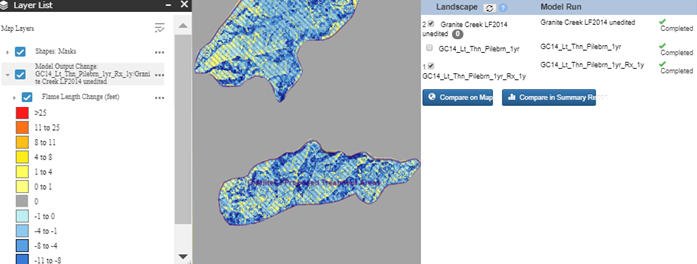 Layer List
Map Layers
Shapes: Masks
Model Output Change:
GC14_Lt_Thn_Pilebrn_1yr_Rx_1y/Grani
te Creek LF2014 unedited
Flame Length Change (feet)
>25
11 to 25
8 to 11
4 to 8
1 to 4
0 to 1
0
-1 to 0
-4 to -1
-8 to -4
-11 to -8
Proposed Treatment Areas
Landscape ? Model Run
2 Granite Creek LF2014 unedited 0
Granite Creek LF2014 unedited
Completed
GC14_Lt_Thn_Pilebrn_1yr
GC14_Lt_Thn_Pilebrn_1yr
Completed
1 GC14_Lt_Thn_Pilebrn_1yr_Rx_1y
GC14_Lt_Thn_Pilebrn_1yr_Rx_1y
Completed
Compare on Map
Compare in Summary Re